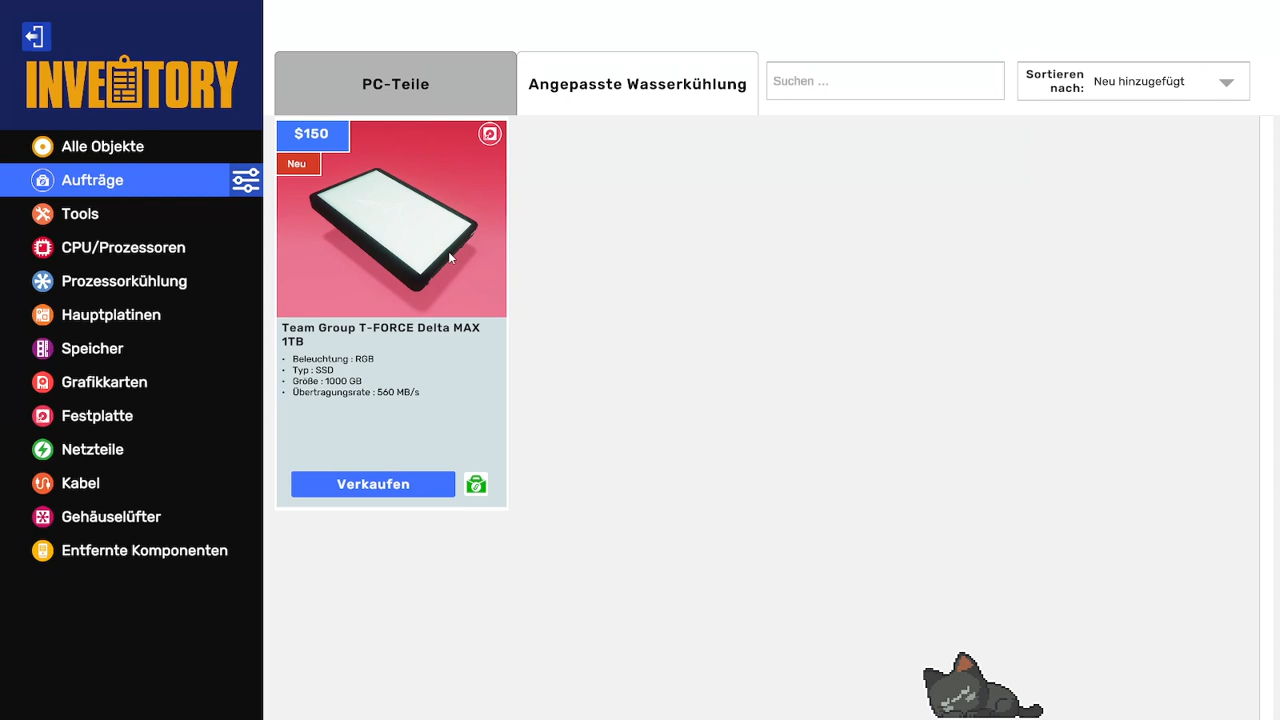 INVENTORY
Alle Objekte
Aufträge
Tools
CPU/Prozessoren
Prozessorkühlung
Hauptplatinen
Speicher
Grafikkarten
Festplatte
Netzteile
Kabel
Gehäuselüfter
Entfernte Komponenten
PC-Teile
Angepasste Wasserkühlung
Suchen ...
Sortieren
nach:
Neu hinzugefügt
$150
Neu
Team Group T-FORCE Delta MAX
1TB
• Beleuchtung : RGB
• Typ : SSD
• Größe : 1000 GB
• Übertragungsrate : 560 MB/s
Verkaufen